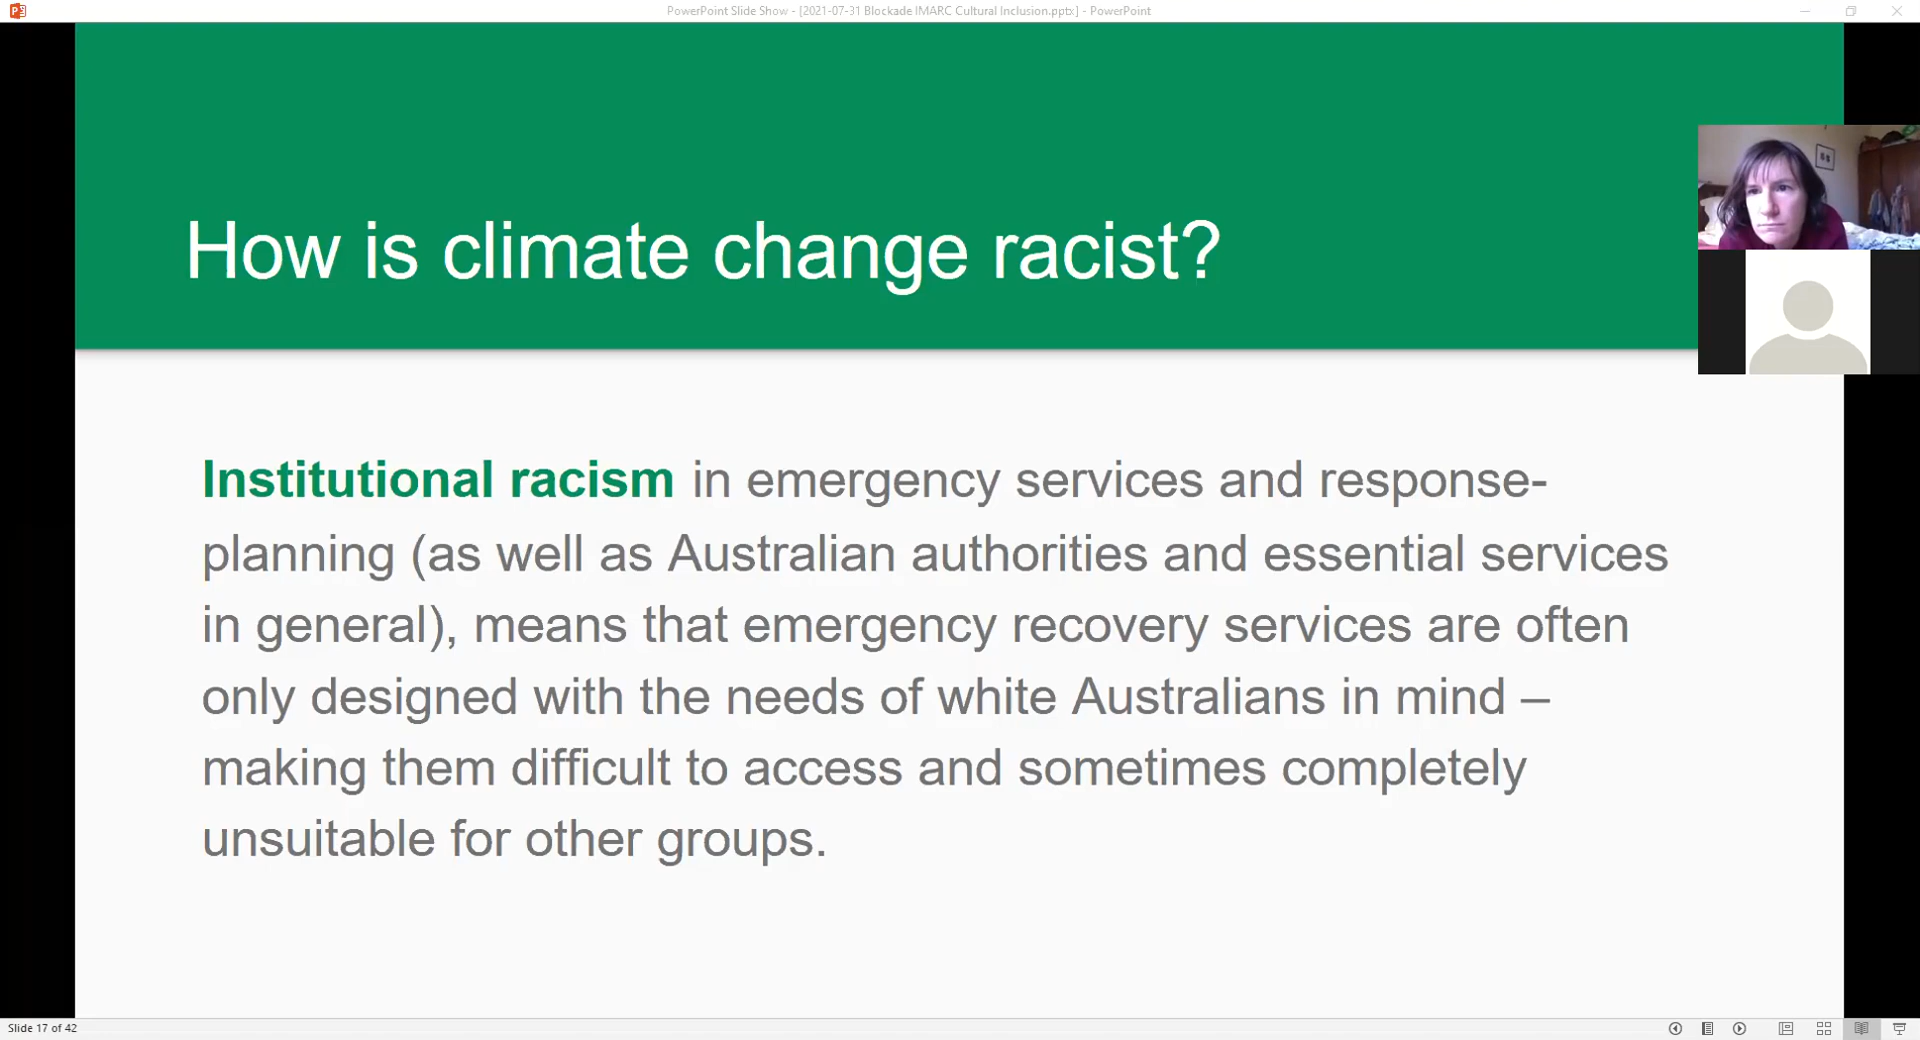 PowerPoint Slide Show - [2021-07-31 Blockade IMARC Cultural Inclusion.pptx] - PowerPoint
How is climate change racist?
Institutional racism in emergency services and response-
planning (as well as Australian authorities and essential services
in general), means that emergency recovery services are often
only designed with the needs of white Australians in mind –
making them difficult to access and sometimes completely
unsuitable for other groups.
Slide 17 of 42